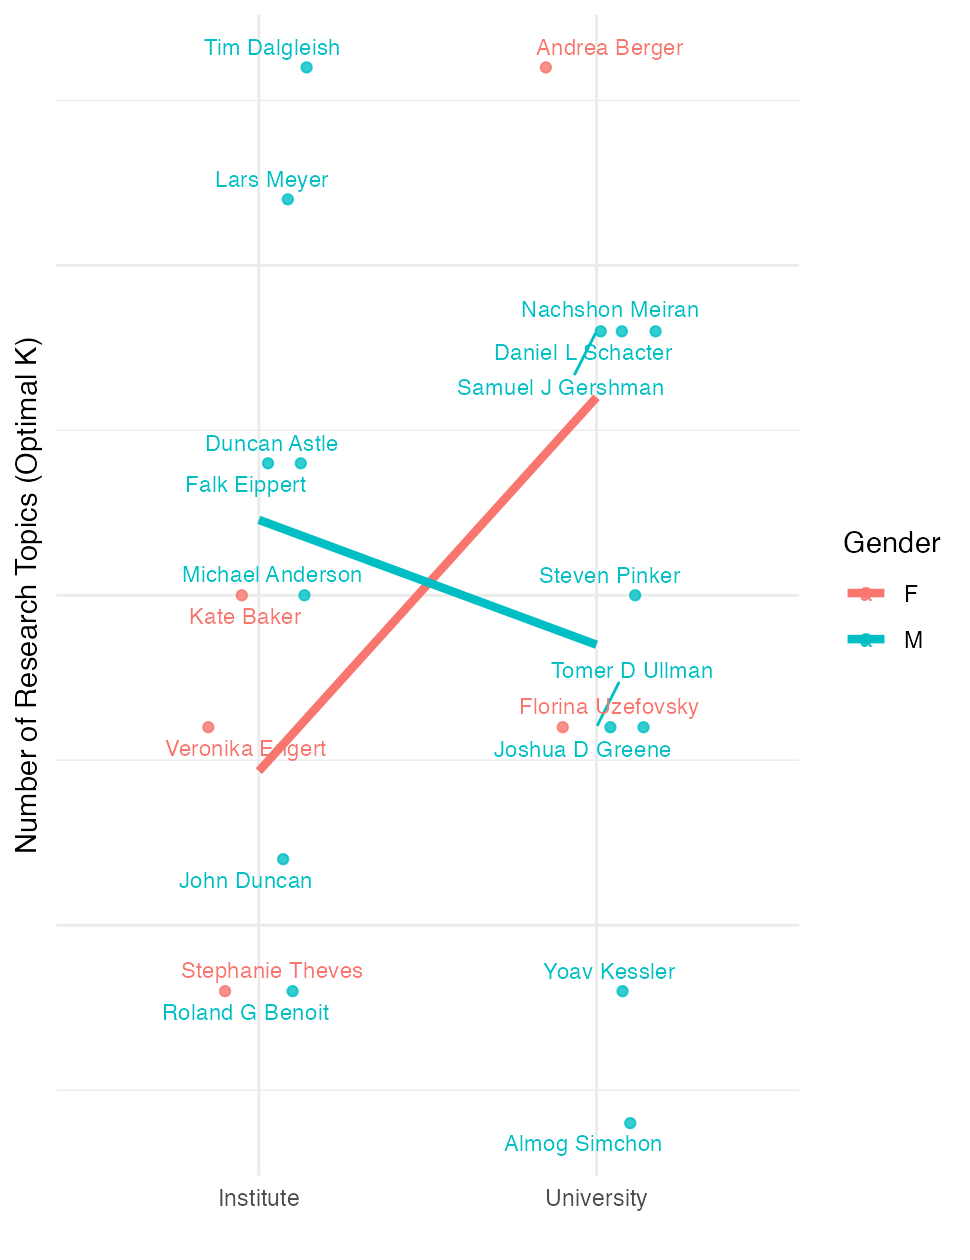 Tim Dalgleish
Andrea Berger
Lars Meyer
Nachshon Meiran
Daniel L Schacter
Samuel J Gershman
Duncan Astle
Falk Eippert
Michael Anderson
Steven Pinker
Kate Baker
Tomer D Ullman
Florina Uzefovsky
Veronika Engert
Joshua D Greene
John Duncan
Stephanie Theves
Yoav Kessler
Roland G Benoit
Almog Simchon
Institute
University
Number of Research Topics (Optimal K)
Gender
F
M